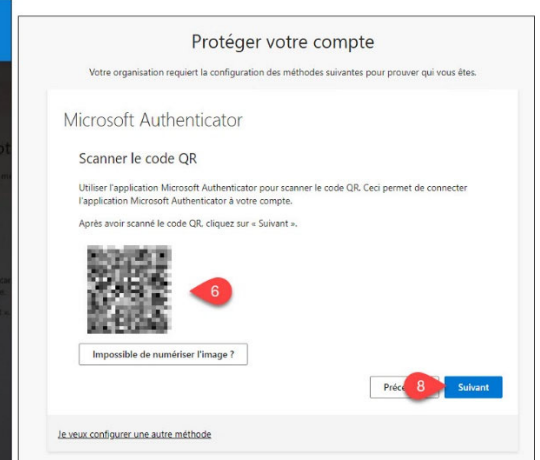 Protéger votre compte
Votre organisation requiert la configuration des méthodes suivantes pour prouver qui vous êtes.
Microsoft Authenticator
Scanner le code QR
Utiliser l'application Microsoft Authenticator pour scanner le code QR. Ceci permet de connecter
l'application Microsoft Authenticator à votre compte.
Après avoir scanné le code QR, cliquez sur « Suivant ».
6
Impossible de numériser l'image ?
8
Suivant
Je veux configurer une autre méthode